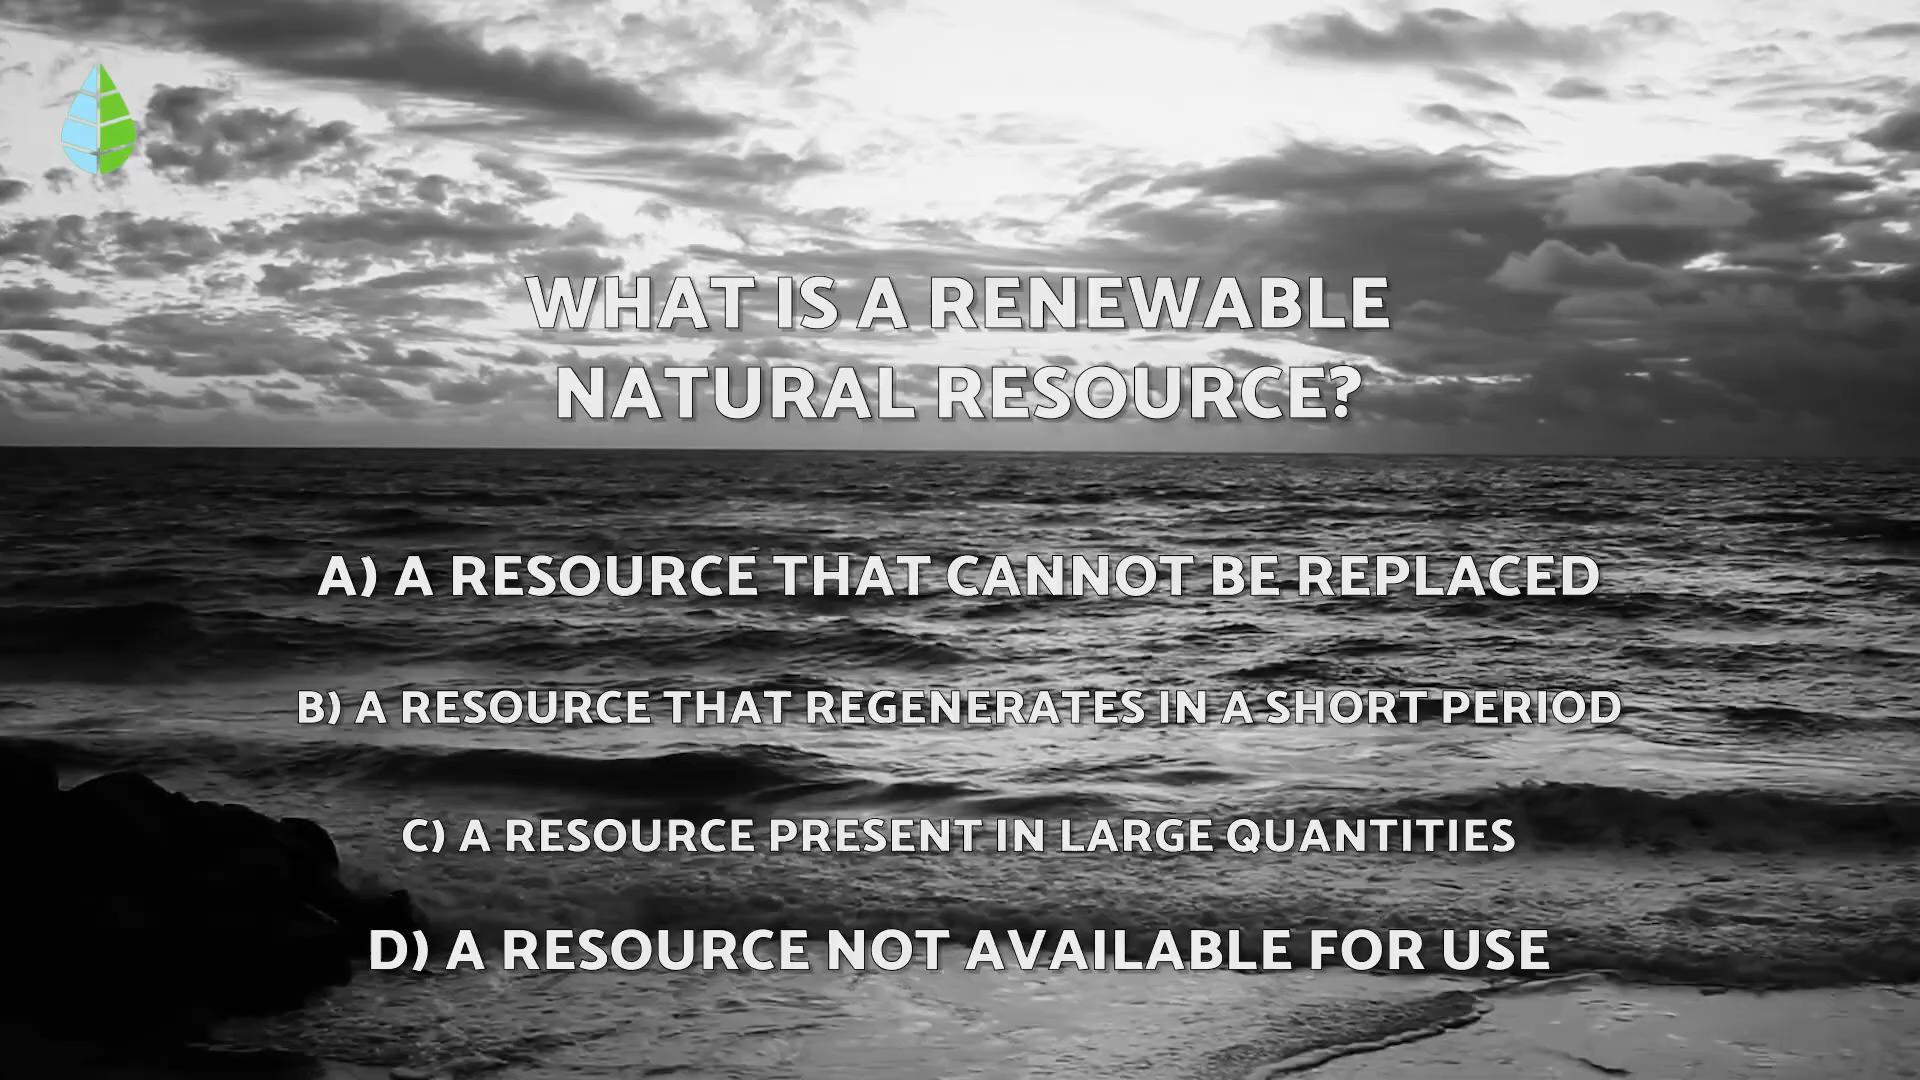 WHAT IS A RENEWABLE
NATURAL RESOURCE?
A) A RESOURCE THAT CANNOT BE REPLACED
B) A RESOURCE THAT REGENERATES IN A SHORT PERIOD
C) A RESOURCE PRESENT IN LARGE QUANTITIES
D) A RESOURCE NOT AVAILABLE FOR USE